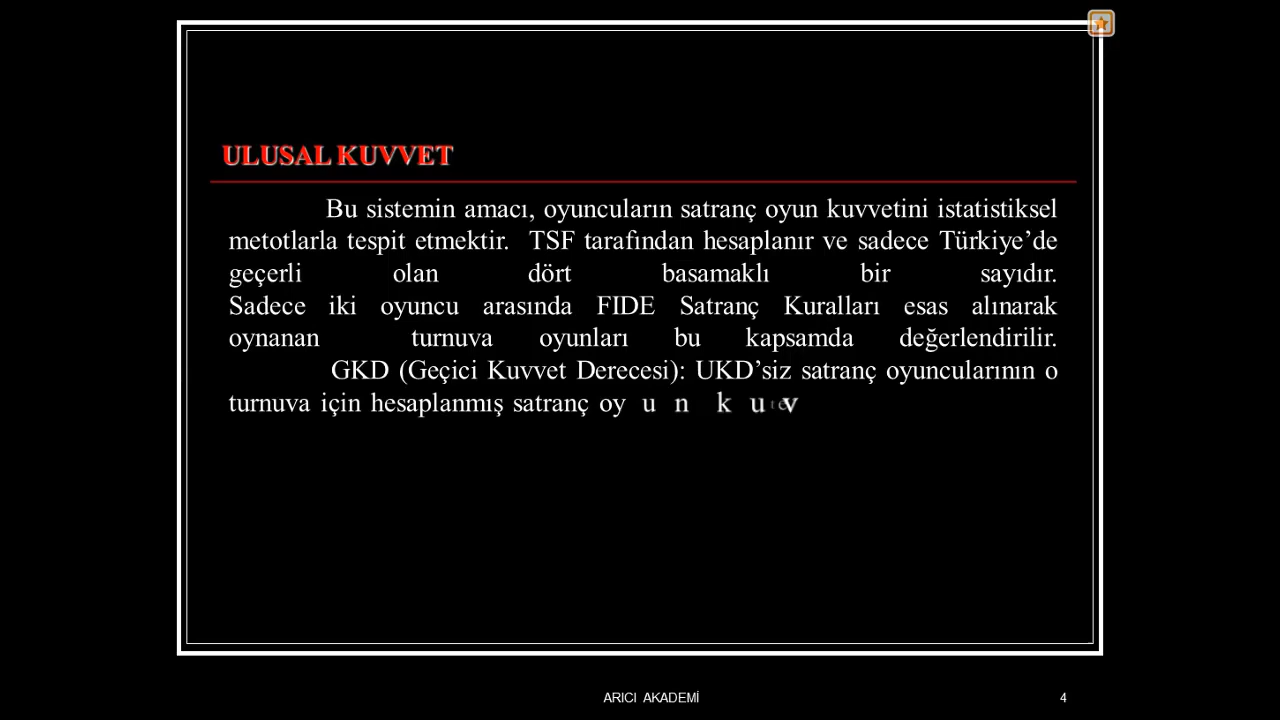 ULUSAL KUVVET
Bu sistemin amacı, oyuncuların satranç oyun kuvvetini istatistiksel
metotlarla tespit etmektir. TSF tarafından hesaplanır ve sadece Türkiye’de
geçerli olan dört basamaklı bir sayıdır.
Sadece iki oyuncu arasında FIDE Satranç Kuralları esas alınarak
oynanan turnuva oyunları bu kapsamda değerlendirilir.
GKD (Geçici Kuvvet Derecesi): UKD’siz satranç oyuncularının o
turnuva için hesaplanmış satranç oy u n k u v
ARICI AKADEMİ
4